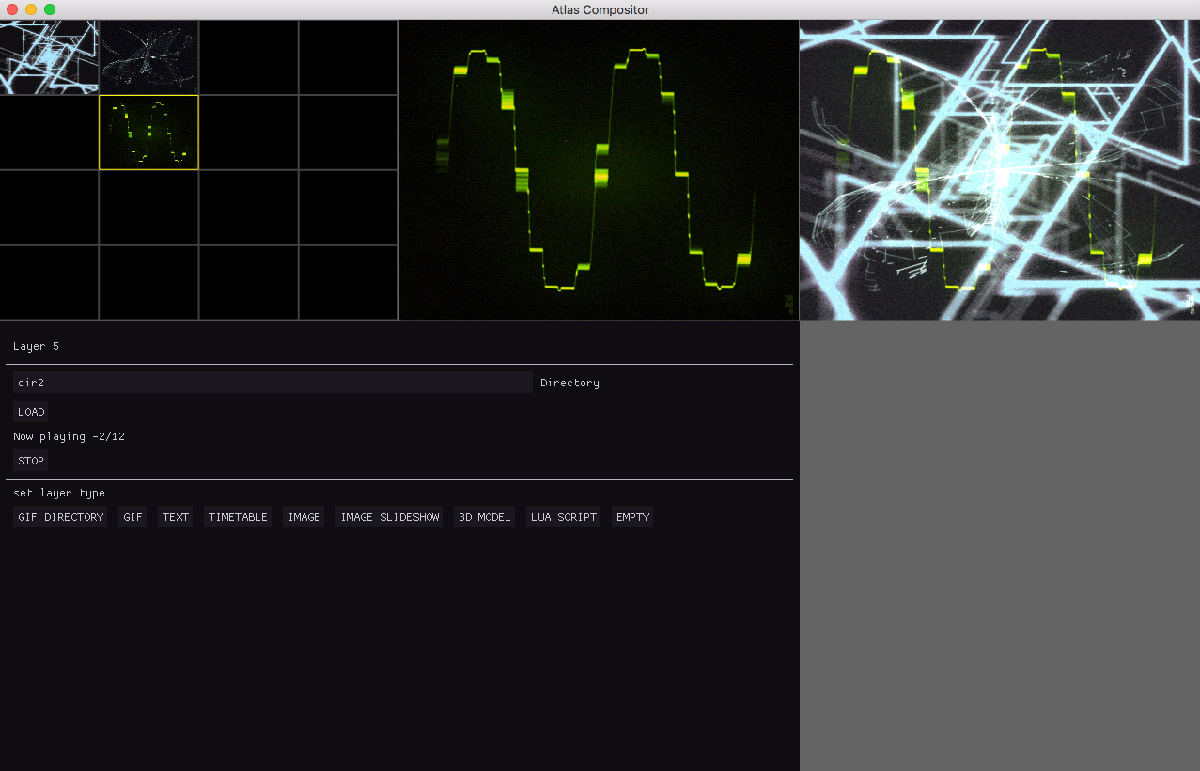 Atlas Compositor
Layer 5
cir2 Directory
LOAD
Now playing -2/12
STOP
set layer type
GIF DIRECTORY GIF TEXT TIMETABLE IMAGE IMAGE SLIDESHOW 3D MODEL LUA SCRIPT EMPTY